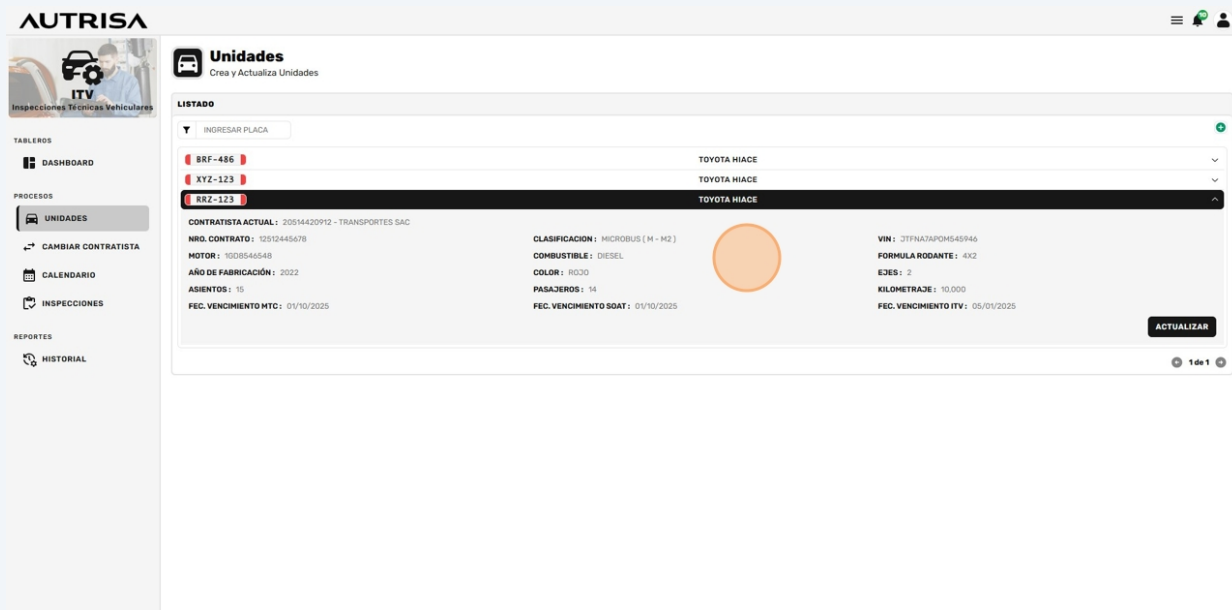 AUTRISA
30
ITV
Inspecciones Técnicas Vehiculares
TABLEROS
DASHBOARD
PROCESOS
UNIDADES
CAMBIAR CONTRATISTA
CALENDARIO
INSPECCIONES
REPORTES
HISTORIAL
Unidades
Crea y Actualiza Unidades
LISTADO
INGRESAR PLACA
BRF-486 TOYOTA HIACE
XYZ-123 TOYOTA HIACE
RRZ-123 TOYOTA HIACE
CONTRATISTA ACTUAL : 20514420912 - TRANSPORTES SAC
NRO. CONTRATO : 12512445678 CLASIFICACION : MICROBUS ( M - M2 ) VIN : JTFNA7AP0M545946
MOTOR : 1GD8546548 COMBUSTIBLE : DIESEL FORMULA RODANTE : 4X2
AÑO DE FABRICACIÓN : 2022 COLOR : ROJO EJES : 2
ASIENTOS : 15 PASAJEROS : 14 KILOMETRAJE : 10,000
FEC. VENCIMIENTO MTC : 01/10/2025 FEC. VENCIMIENTO SOAT : 01/10/2025 FEC. VENCIMIENTO ITV : 05/01/2025
ACTUALIZAR
1 de 1